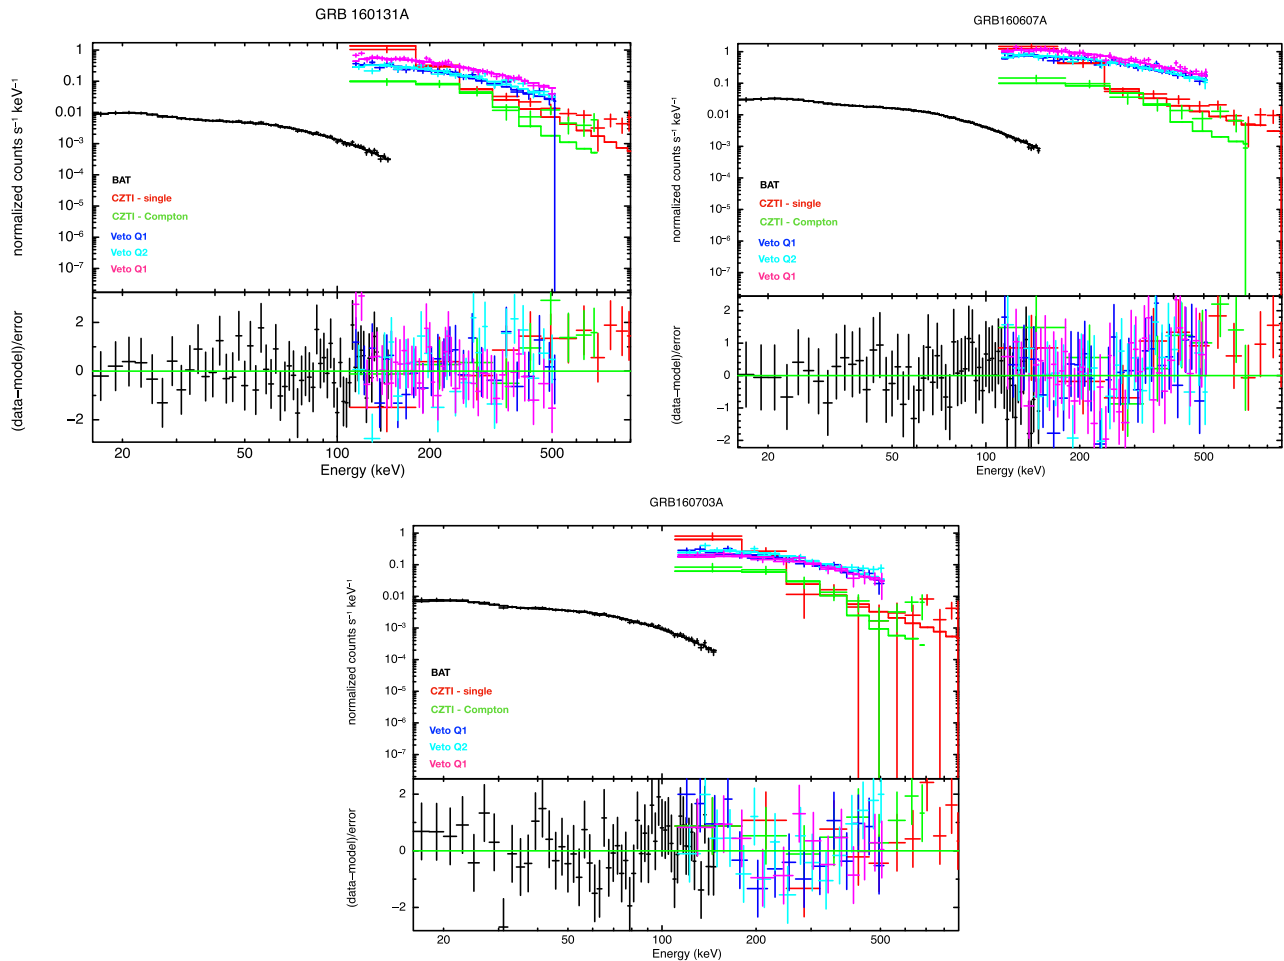 GRB 160131A
normalized counts s⁻¹ keV⁻¹
1
0.1
0.01
10⁻³
10⁻⁴
10⁻⁵
10⁻⁶
10⁻⁷
BAT
CZTI - single
CZTI - Compton
Veto Q1
Veto Q2
Veto Q1
(data−model)/error
2
0
−2
20 50 100 200 500
Energy (keV)
GRB160607A
normalized counts s⁻¹ keV⁻¹
1
0.1
0.01
10⁻³
10⁻⁴
10⁻⁵
10⁻⁶
10⁻⁷
BAT
CZTI - single
CZTI - Compton
Veto Q1
Veto Q2
Veto Q1
(data−model)/error
2
1
0
−1
−2
20 50 100 200 500
Energy (keV)
GRB160703A
normalized counts s⁻¹ keV⁻¹
1
0.1
0.01
10⁻³
10⁻⁴
10⁻⁵
10⁻⁶
10⁻⁷
BAT
CZTI - single
CZTI - Compton
Veto Q1
Veto Q2
Veto Q1
(data−model)/error
2
0
−2
20 50 100 200 500
Energy (keV)